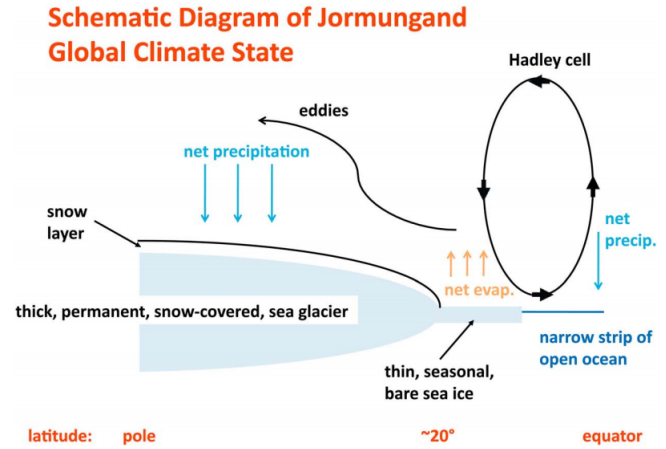 Schematic Diagram of Jormungand
Global Climate State
Hadley cell
eddies
net precipitation
snow
layer
net
precip.
net evap.
thick, permanent, snow-covered, sea glacier
narrow strip of
open ocean
thin, seasonal,
bare sea ice
latitude: pole ~20° equator